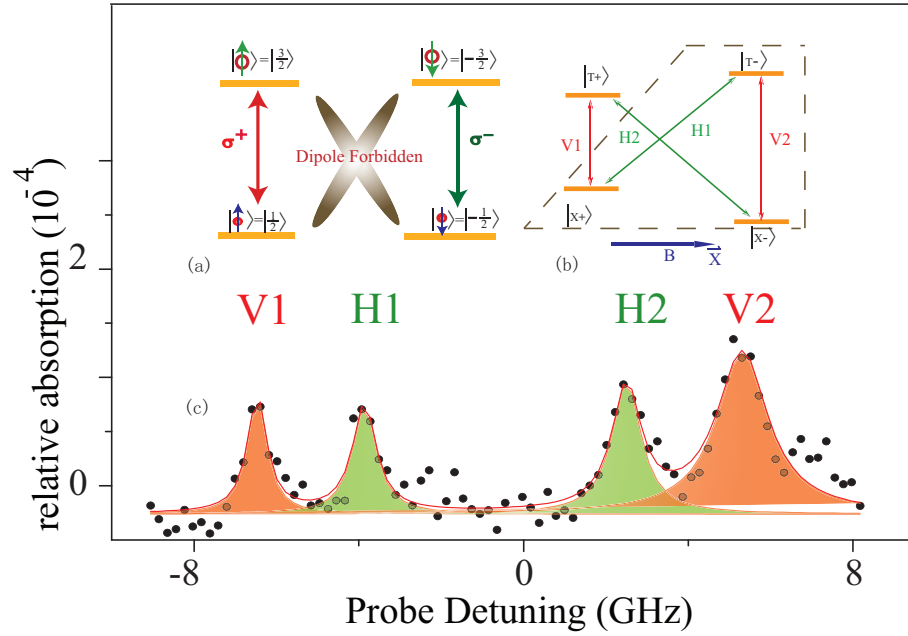 |↑⟩=|3/2⟩
|↓⟩=|-3/2⟩
σ+
Dipole Forbidden
σ−
|↑⟩=|1/2⟩
|↓⟩=|-1/2⟩
(a)
|T+⟩
|T-⟩
V1
H2
H1
V2
|X+⟩
|X-⟩
B
X
(b)
V1
H1
H2
V2
(c)
relative absorption (10-4)
2
0
-8
0
8
Probe Detuning (GHz)